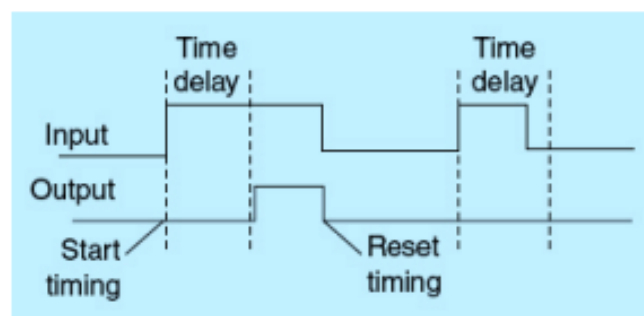 Time
delay
Time
delay
Input
Output
Start
timing
Reset
timing